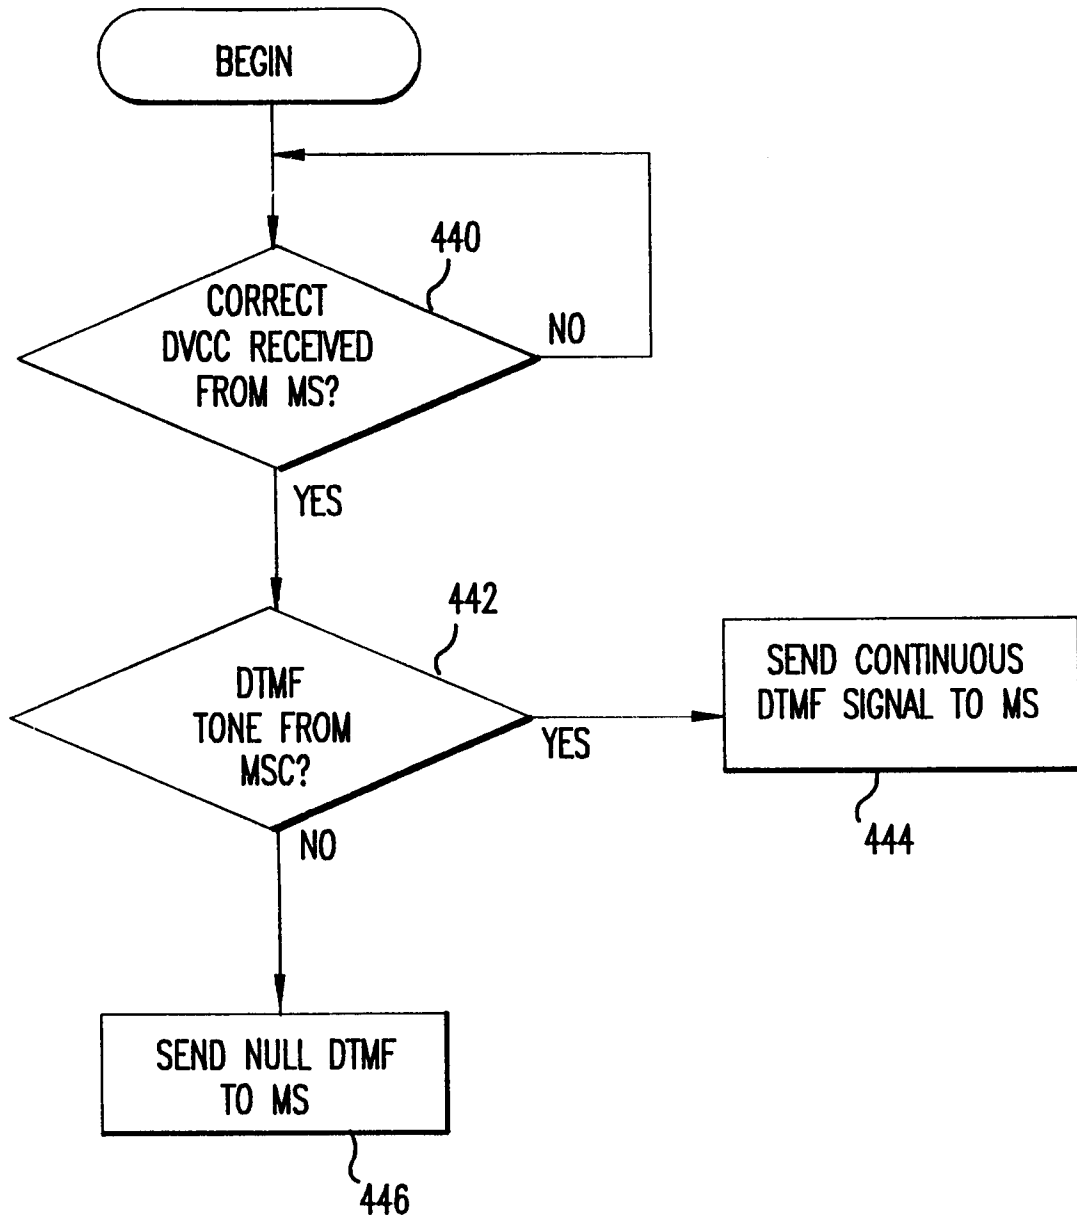 BEGIN
440
CORRECT
DVCC RECEIVED
FROM MS?
NO
YES
442
DTMF
TONE FROM
MSC?
YES
SEND CONTINUOUS
DTMF SIGNAL TO MS
444
NO
SEND NULL DTMF
TO MS
446